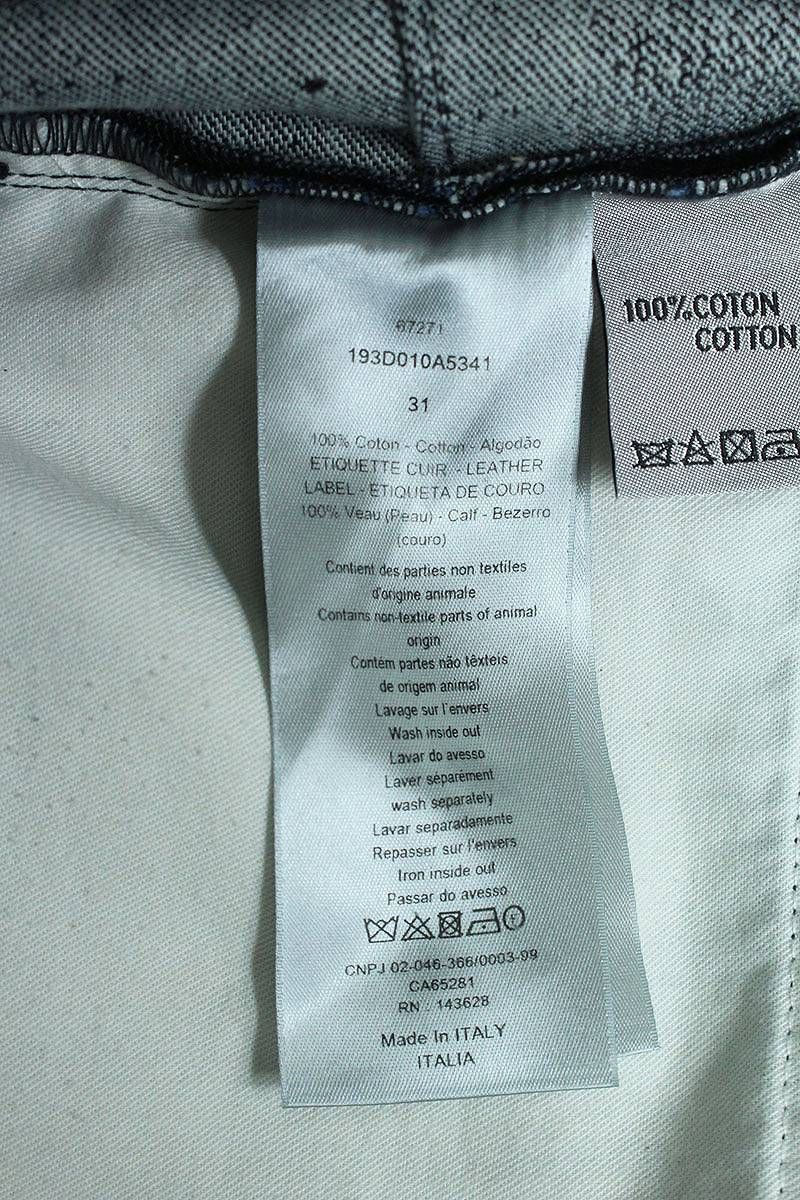 67271
193D010A5341
31
100% Coton - Cotton - Algodão
ETIQUETTE CUIR - LEATHER
LABEL - ETIQUETA DE COURO
100% Veau (Peau) - Calf - Bezerro
(couro)
Contient des parties non textiles
d'origine animale
Contains non-textile parts of animal
origin
Contém partes não têxteis
de origem animal
Lavage sur l'envers
Wash inside out
Lavar do avesso
Laver séparément
wash separately
Lavar separadamente
Repasser sur l'envers
Iron inside out
Passar do avesso
CNPJ 02-046-366/0003-99
CA65281
RN : 143628
Made In ITALY
ITALIA
100%COTON
COTTON